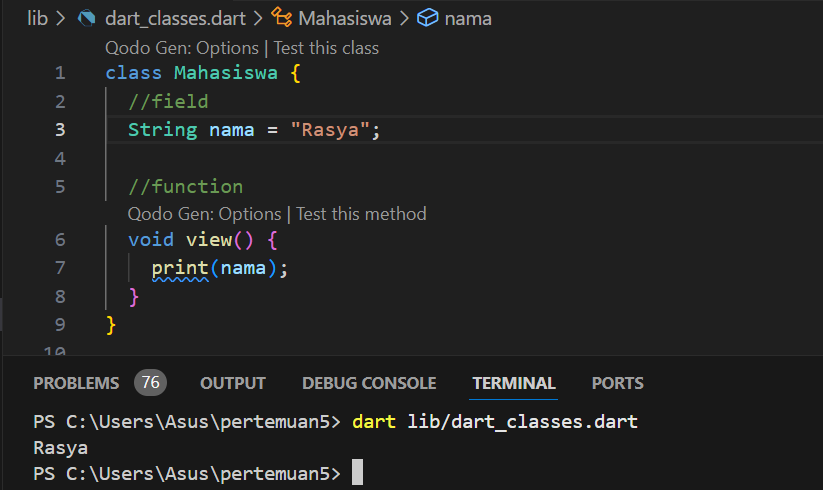 lib > dart_classes.dart > Mahasiswa > nama
Qodo Gen: Options | Test this class
1 class Mahasiswa {
2 //field
3 String nama = "Rasya";
4
5 //function
Qodo Gen: Options | Test this method
6 void view() {
7 print(nama);
8 }
9 }
10
PROBLEMS 76 OUTPUT DEBUG CONSOLE TERMINAL PORTS
PS C:\Users\Asus\pertemuan5> dart lib/dart_classes.dart
Rasya
PS C:\Users\Asus\pertemuan5>